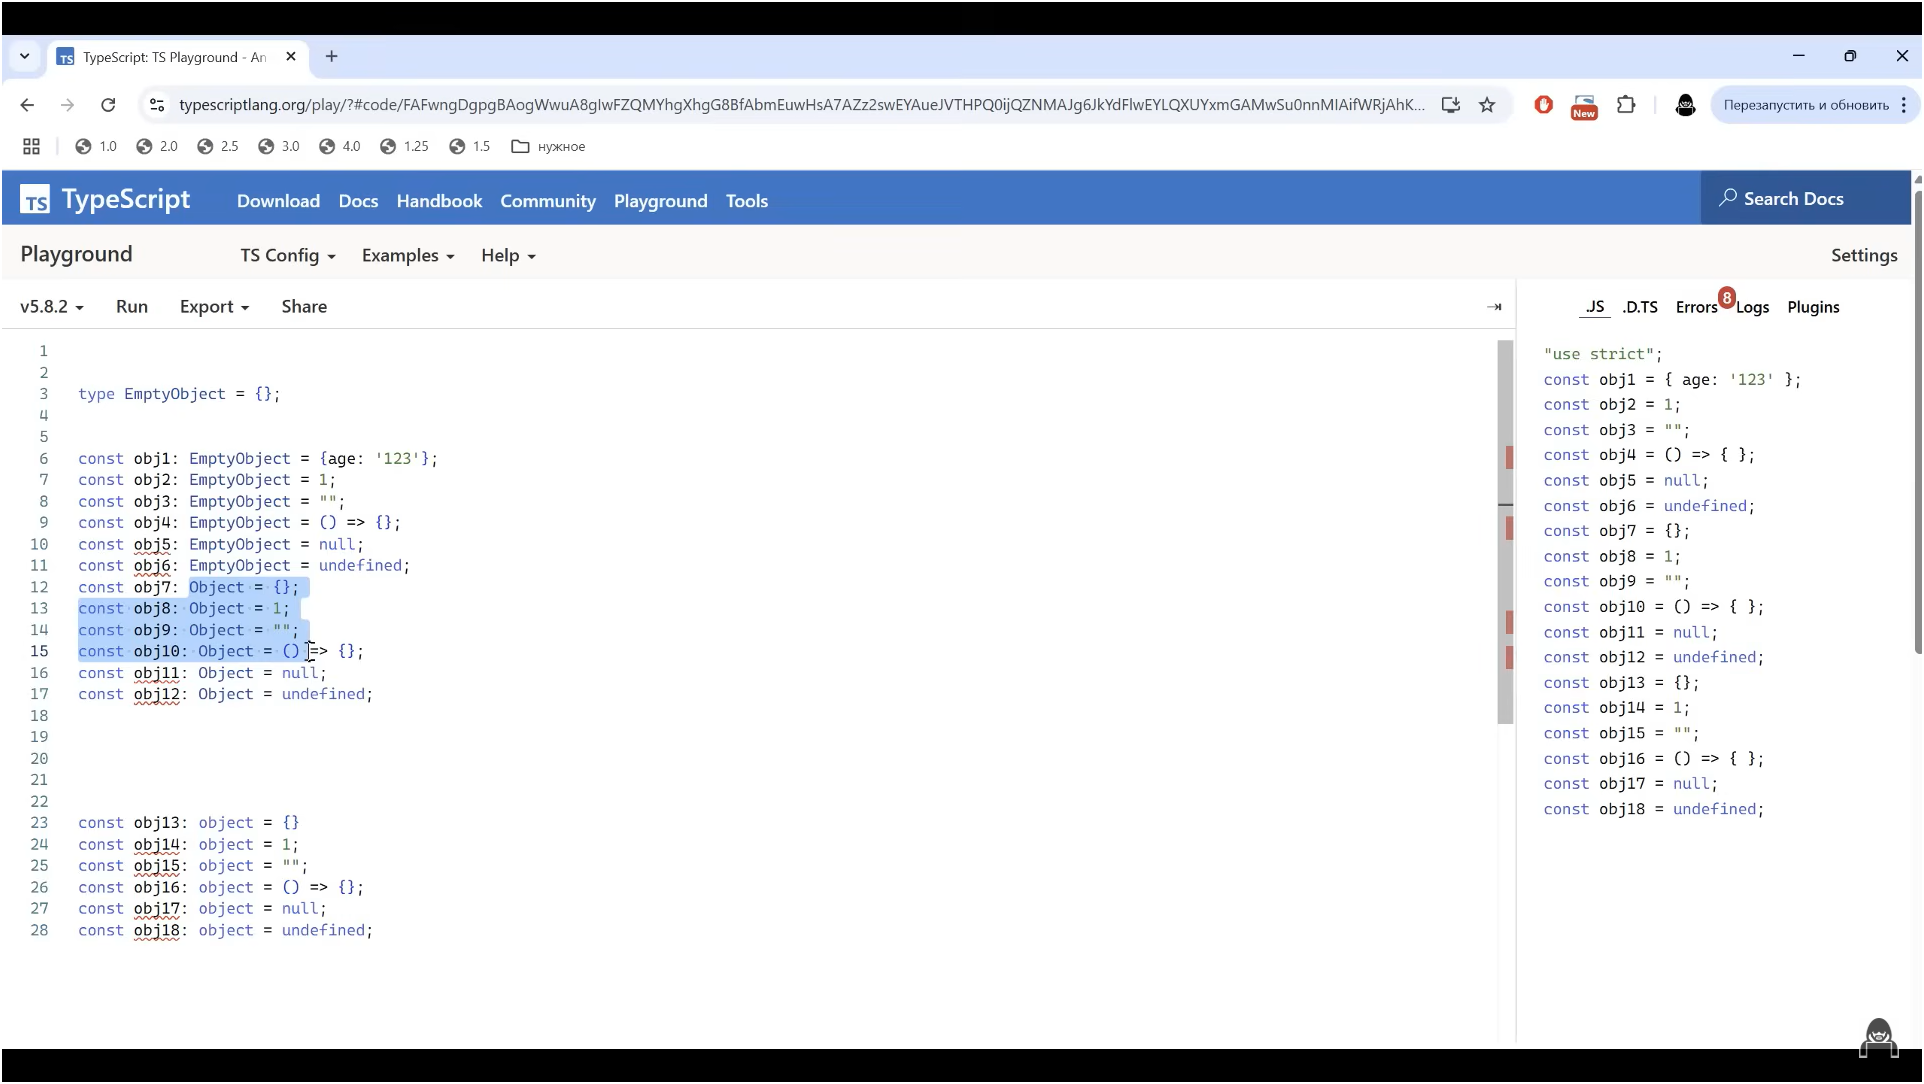 TS TypeScript: TS Playground - An
typescriptlang.org/play/?#code/FAFwngDgpgBAogWwuA8gIwFZQMYhgXhgG8BfAbmEuwHsA7AZz2swEYAueJVTHPQ0ijQZNMAJg6JkYdFlwEYLQXUYxmGAMwSu0nnMIAifWRjAhK...
New
Перезапустить и обновить
1.0 2.0 2.5 3.0 4.0 1.25 1.5 нужное
TS TypeScript Download Docs Handbook Community Playground Tools Search Docs
Playground TS Config Examples Help Settings
v5.8.2 Run Export Share
.JS .D.TS Errors 8 Logs Plugins
1
2
3 type EmptyObject = {};
4
5
6 const obj1: EmptyObject = {age: '123'};
7 const obj2: EmptyObject = 1;
8 const obj3: EmptyObject = "";
9 const obj4: EmptyObject = () => {};
10 const obj5: EmptyObject = null;
11 const obj6: EmptyObject = undefined;
12 const obj7: Object = {};
13 const obj8: Object = 1;
14 const obj9: Object = "";
15 const obj10: Object = () => {};
16 const obj11: Object = null;
17 const obj12: Object = undefined;
18
19
20
21
22
23 const obj13: object = {}
24 const obj14: object = 1;
25 const obj15: object = "";
26 const obj16: object = () => {};
27 const obj17: object = null;
28 const obj18: object = undefined;
"use strict";
const obj1 = { age: '123' };
const obj2 = 1;
const obj3 = "";
const obj4 = () => { };
const obj5 = null;
const obj6 = undefined;
const obj7 = {};
const obj8 = 1;
const obj9 = "";
const obj10 = () => { };
const obj11 = null;
const obj12 = undefined;
const obj13 = {};
const obj14 = 1;
const obj15 = "";
const obj16 = () => { };
const obj17 = null;
const obj18 = undefined;